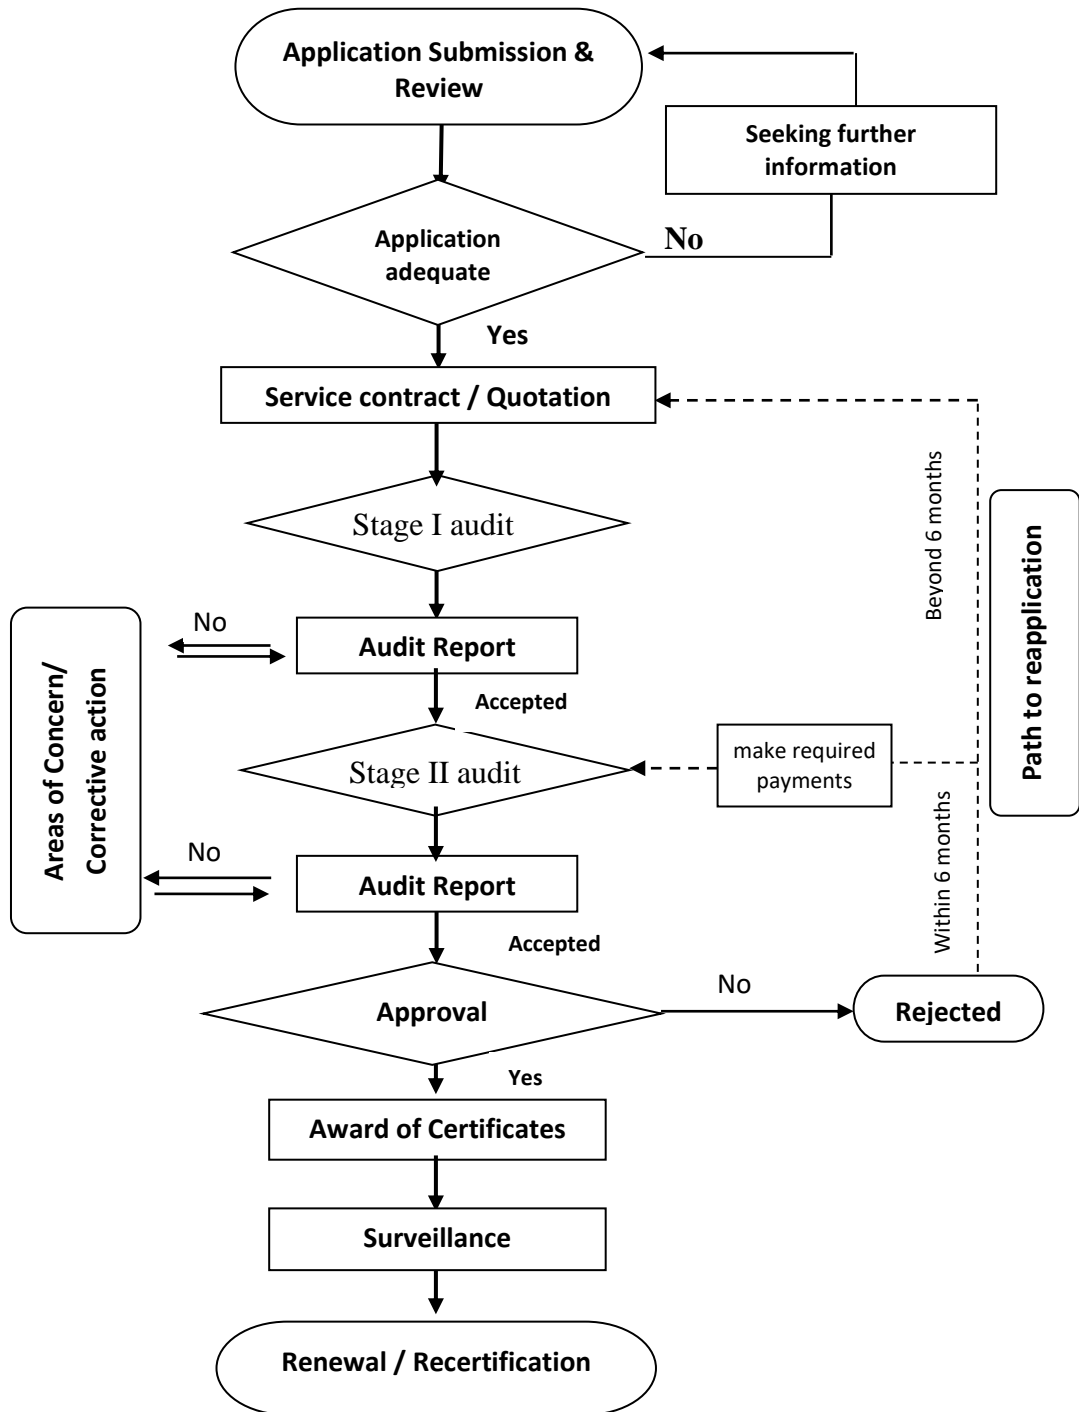 Application Submission &
Review
Seeking further
information
Application
adequate
No
Yes
Service contract / Quotation
Stage I audit
Beyond 6 months
Path to reapplication
No
Audit Report
Accepted
Areas of Concern/
Corrective action
Stage II audit
make required
payments
Within 6 months
No
Audit Report
Accepted
Approval
No
Rejected
Yes
Award of Certificates
Surveillance
Renewal / Recertification